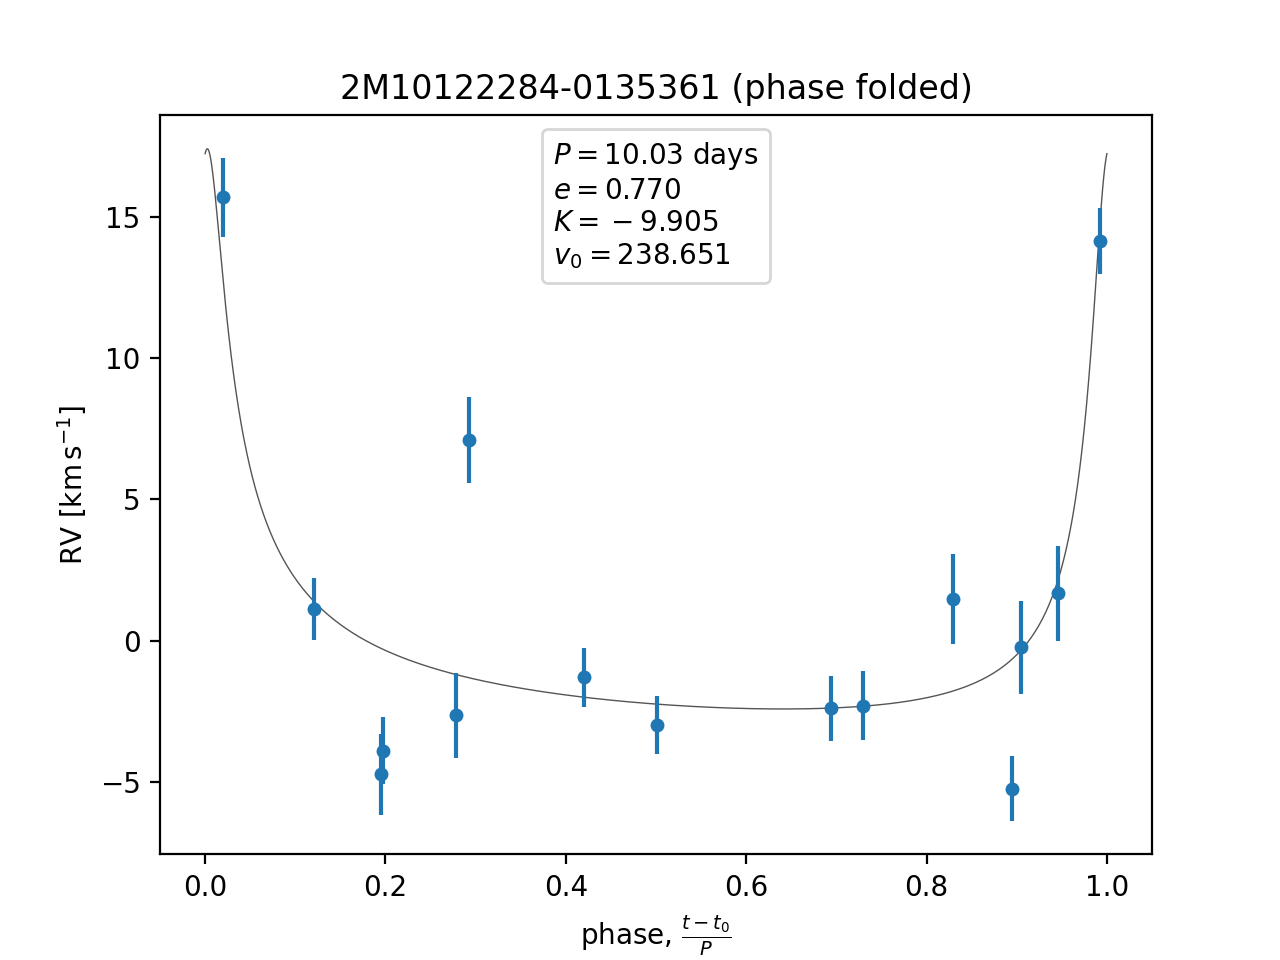 2M10122284-0135361 (phase folded)
P = 10.03 days
e = 0.770
K = −9.905
v₀ = 238.651
RV [km s⁻¹]
15
10
5
0
−5
0.0 0.2 0.4 0.6 0.8 1.0
phase, (t − t₀)/P